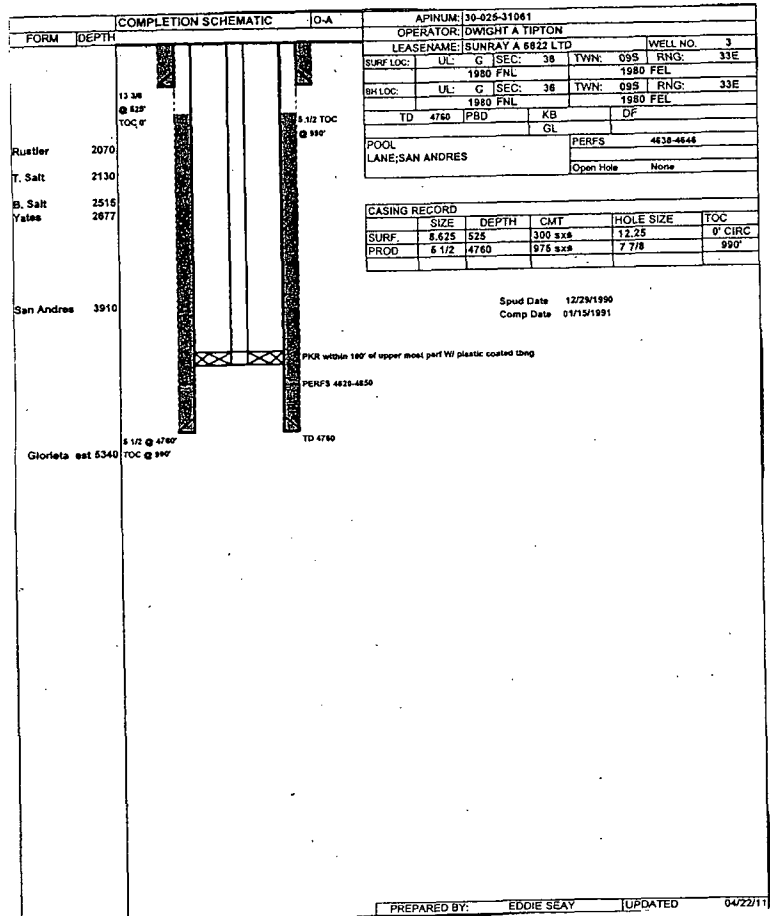 COMPLETION SCHEMATIC O-A
FORM DEPTH
APINUM: 30-025-31061
OPERATOR: DWIGHT A TIPTON
LEASENAME: SUNRAY A 6822 LTD WELL NO. 3
SURF LOC: UL: G SEC: 36 TWN: 09S RNG: 33E
1980 FNL 1980 FEL
BH LOC: UL: G SEC: 36 TWN: 09S RNG: 33E
1980 FNL 1980 FEL
TD 4760 PBD KB DF
GL
POOL PERFS 4638-4646
LANE;SAN ANDRES
Open Hole None
CASING RECORD
SIZE DEPTH CMT HOLE SIZE TOC
SURF. 8.625 525 300 sxs 12.25 0' CIRC
PROD 5 1/2 4760 975 sxs 7 7/8 990'
Spud Date 12/29/1990
Comp Date 01/15/1991
13 3/8
@ 525'
TOC 0'
5 1/2 TOC
@ 990'
Rustler 2070
T. Salt 2130
B. Salt 2515
Yates 2677
San Andres 3910
PKR within 100' of upper most perf W/ plastic coated tbng
PERFS 4620-4650
5 1/2 @ 4760'
TOC @ 990'
TD 4760
Glorieta est 5340
PREPARED BY: EDDIE SEAY UPDATED 04/22/11